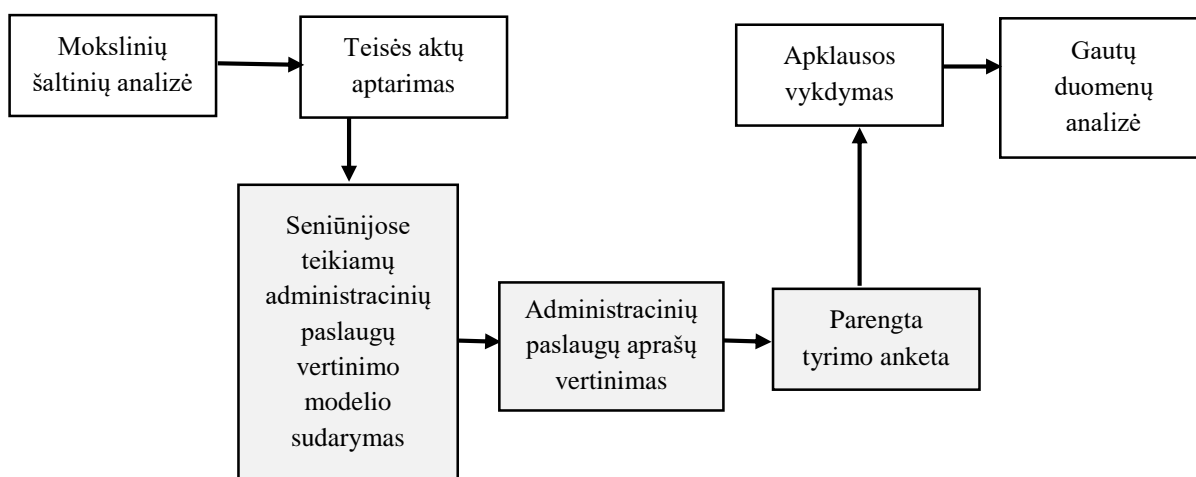 Mokslinių
šaltinių analizė
Teisės aktų
aptarimas
Seniūnijose
teikiamų
administracinių
paslaugų
vertinimo
modelio
sudarymas
Administracinių
paslaugų aprašų
vertinimas
Parengta
tyrimo anketa
Apklausos
vykdymas
Gautų
duomenų
analizė